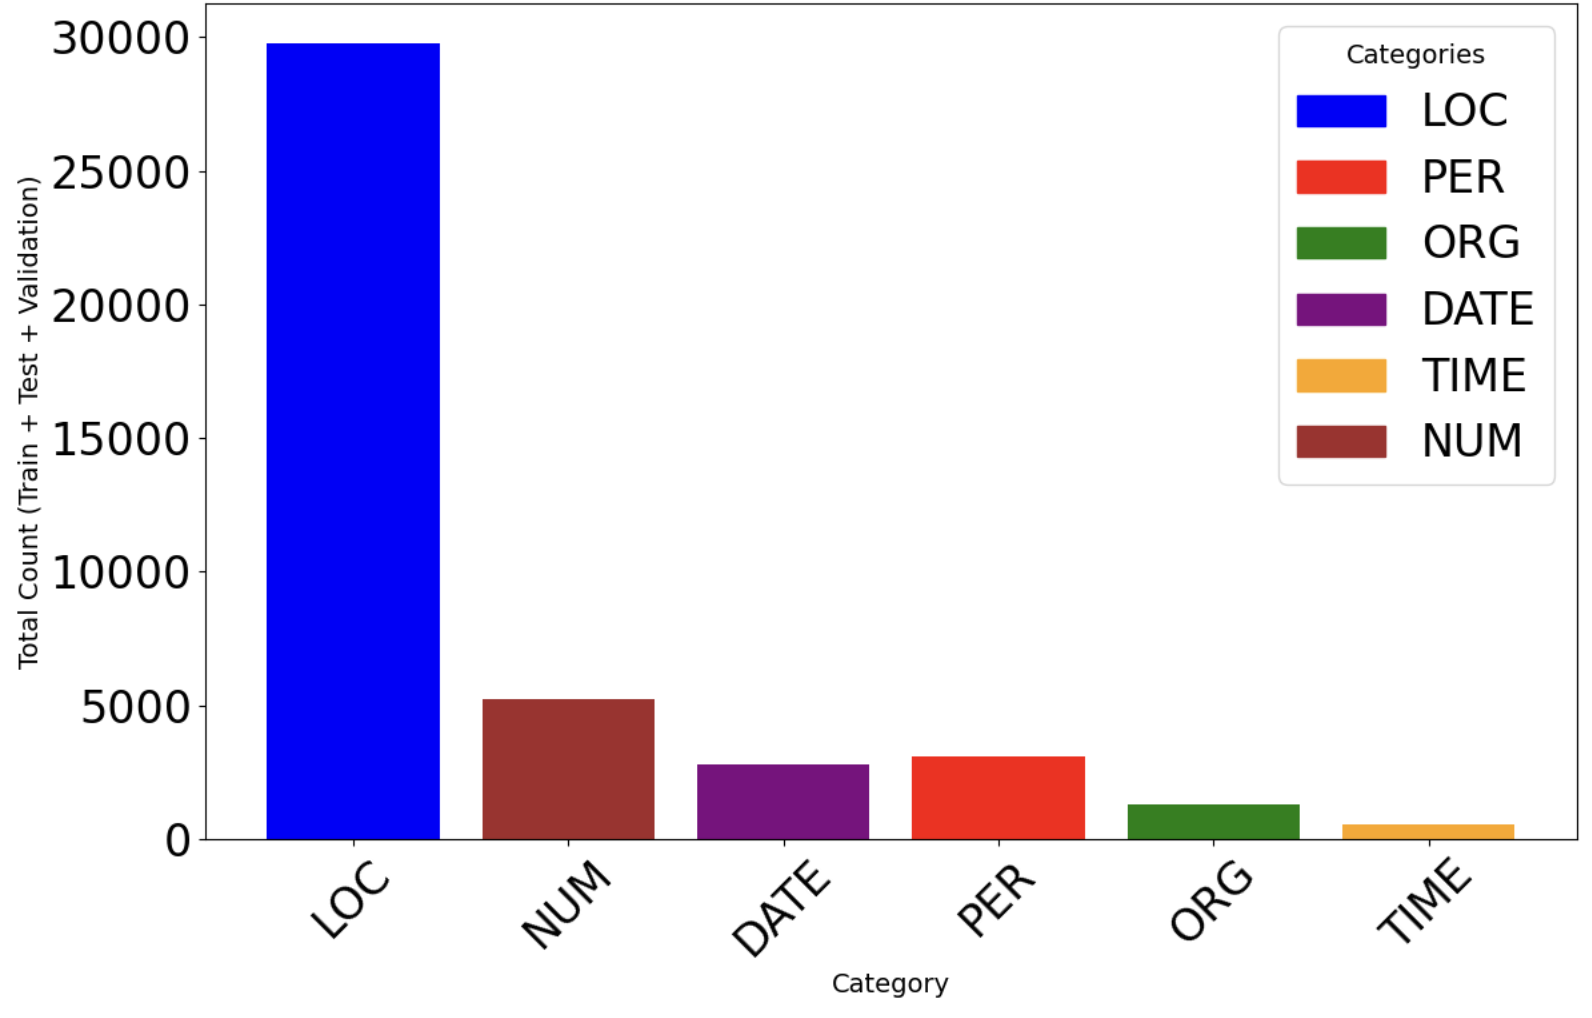 Total Count (Train + Test + Validation)
30000
25000
20000
15000
10000
5000
0
Categories
LOC
PER
ORG
DATE
TIME
NUM
LOC
NUM
DATE
PER
ORG
TIME
Category